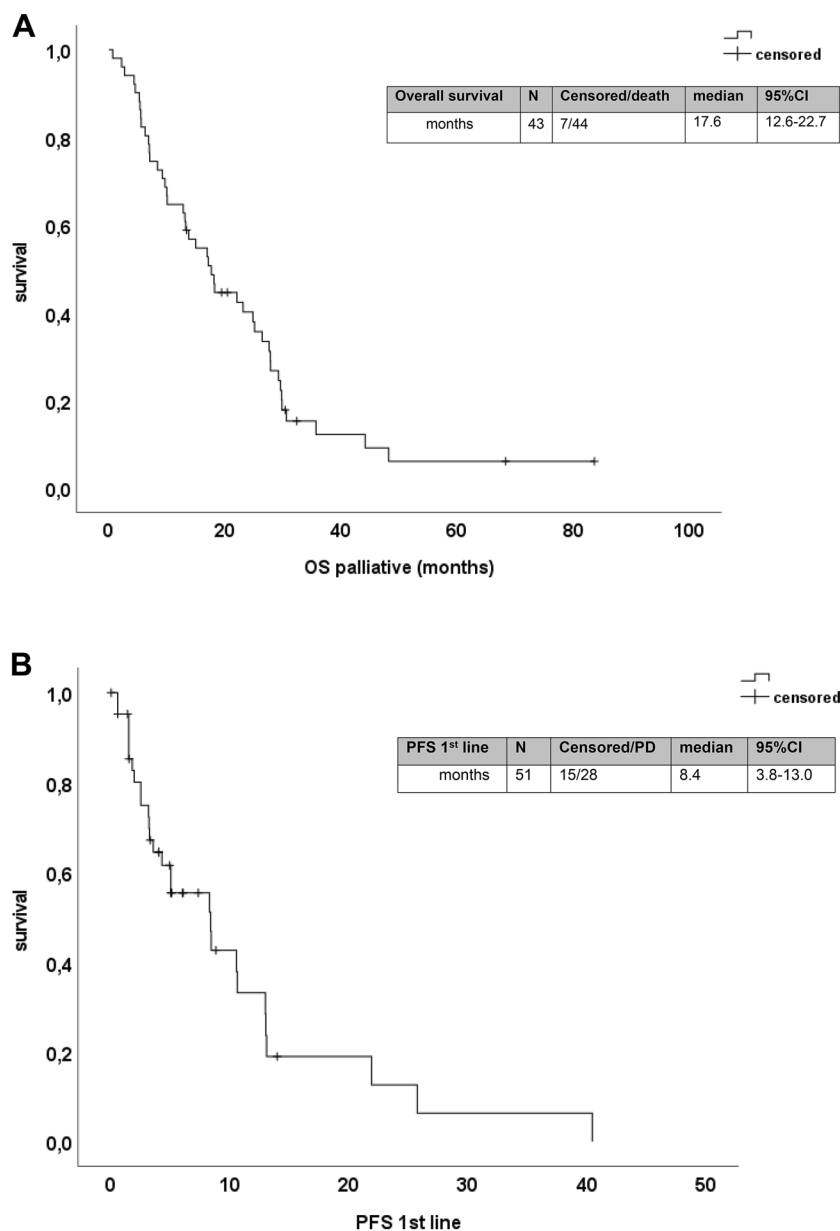 A
censored
Overall survival N Censored/death median 95%CI
months 43 7/44 17.6 12.6-22.7
1,0
0,8
0,6
0,4
0,2
0,0
survival
0 20 40 60 80 100
OS palliative (months)
B
censored
PFS 1st line N Censored/PD median 95%CI
months 51 15/28 8.4 3.8-13.0
1,0
0,8
0,6
0,4
0,2
0,0
survival
0 10 20 30 40 50
PFS 1st line